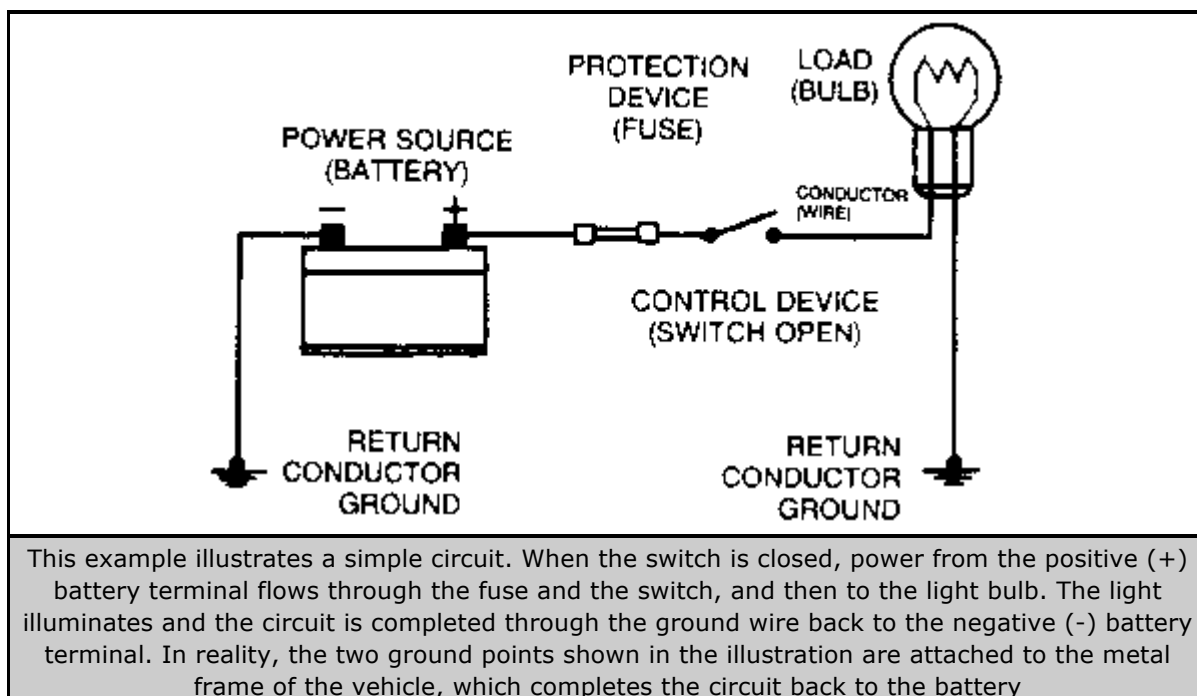 PROTECTION
DEVICE
(FUSE)
LOAD
(BULB)
POWER SOURCE
(BATTERY)
− +
CONDUCTOR
(WIRE)
CONTROL DEVICE
(SWITCH OPEN)
RETURN
CONDUCTOR
GROUND
RETURN
CONDUCTOR
GROUND
This example illustrates a simple circuit. When the switch is closed, power from the positive (+)
battery terminal flows through the fuse and the switch, and then to the light bulb. The light
illuminates and the circuit is completed through the ground wire back to the negative (-) battery
terminal. In reality, the two ground points shown in the illustration are attached to the metal
frame of the vehicle, which completes the circuit back to the battery